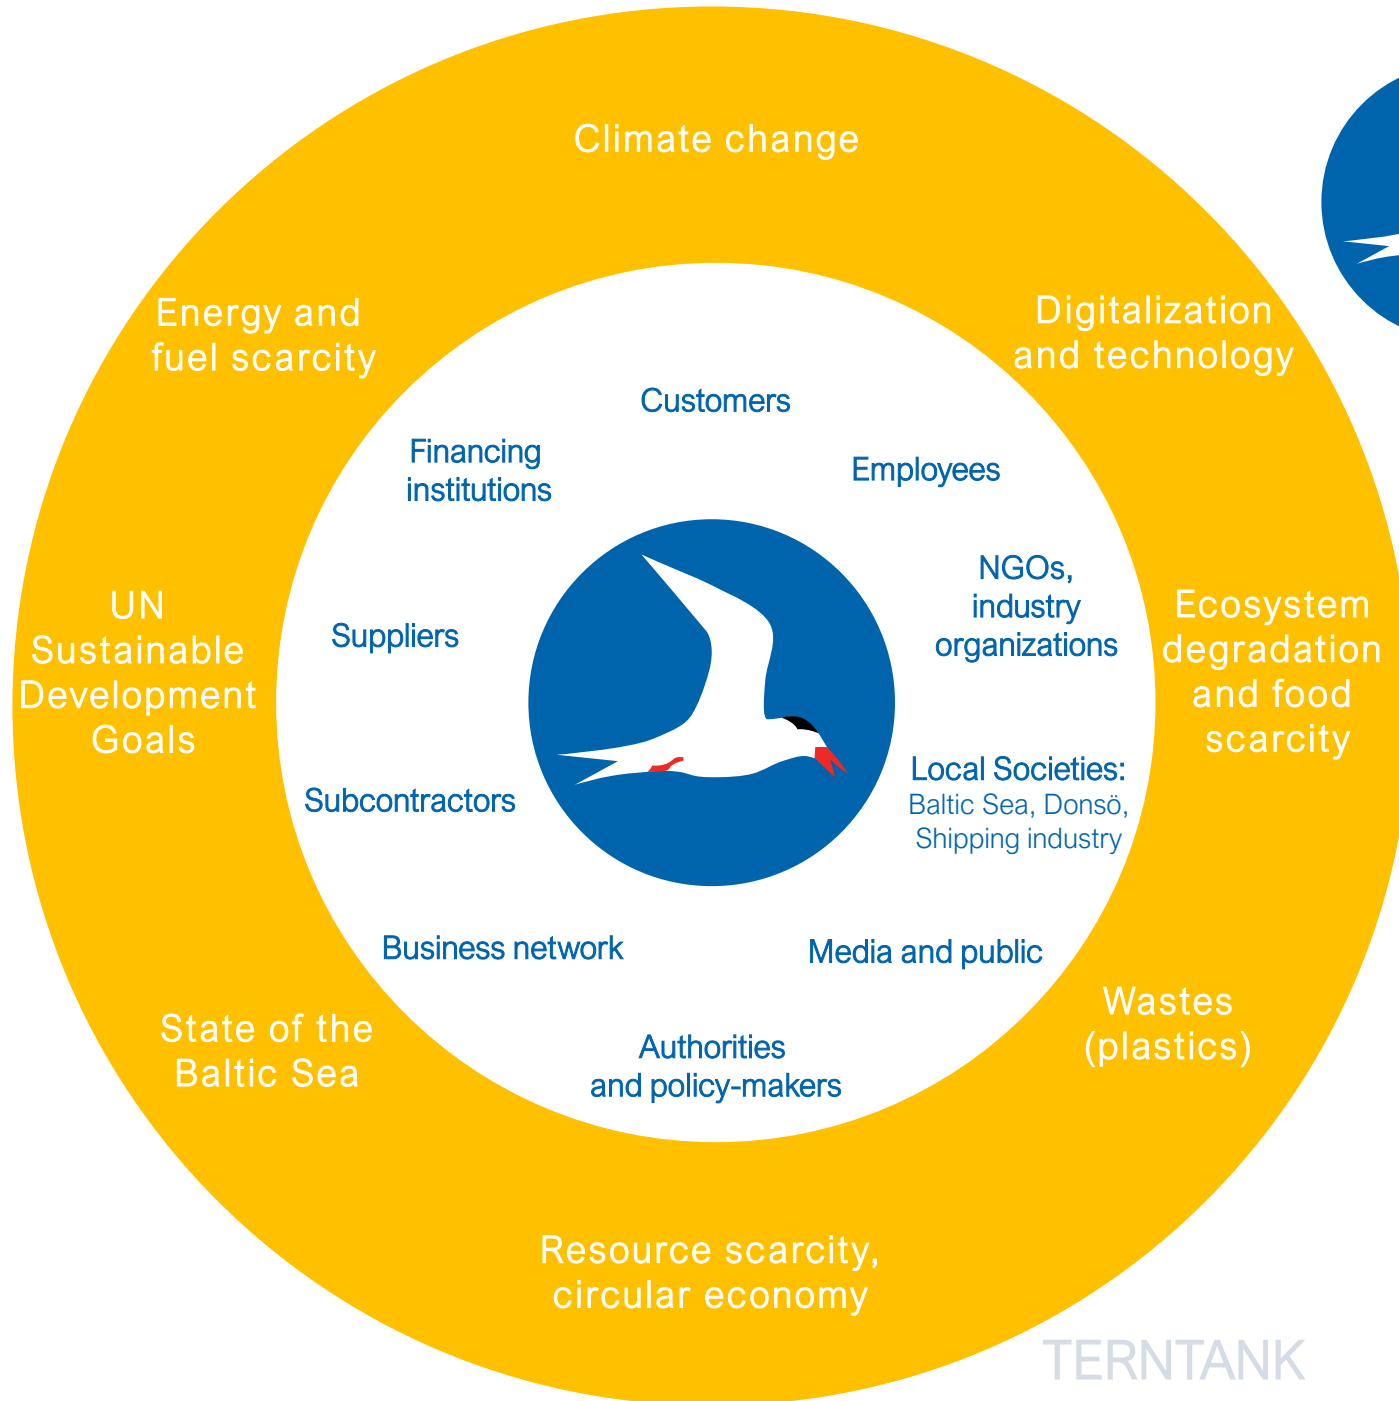 Climate change
Energy and
fuel scarcity
Digitalization
and technology
Customers
Financing
institutions
Employees
NGOs,
industry
organizations
UN
Sustainable
Development
Goals
Suppliers
Ecosystem
degradation
and food
scarcity
Subcontractors
Local Societies:
Baltic Sea, Donsö,
Shipping industry
Business network
Media and public
State of the
Baltic Sea
Wastes
(plastics)
Authorities
and policy-makers
Resource scarcity,
circular economy
TERNTANK